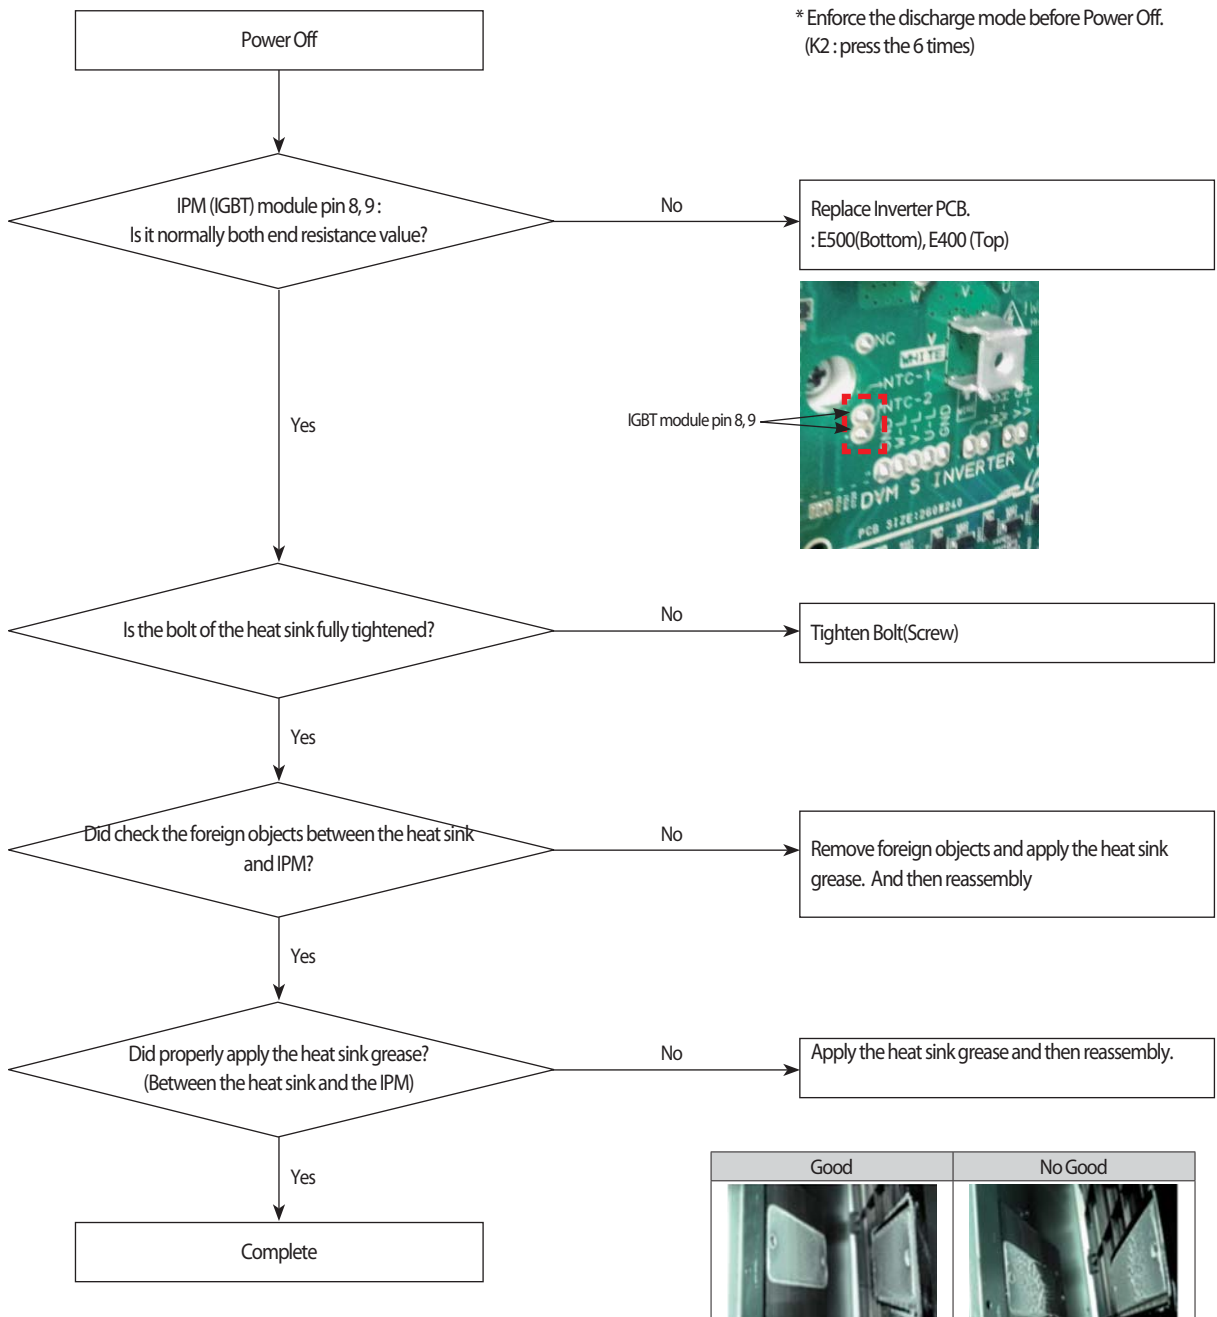 Power Off
* Enforce the discharge mode before Power Off.
(K2 : press the 6 times)
IPM (IGBT) module pin 8, 9 :
Is it normally both end resistance value?
No
Replace Inverter PCB.
: E500(Bottom), E400 (Top)
Yes
IGBT module pin 8, 9
NC
V
WHITE
NTC-1
NTC-2
W-L
V-L
U-L
GND
DVM S INVERTER
PCB SIZE:260X240
Is the bolt of the heat sink fully tightened?
No
Tighten Bolt(Screw)
Yes
Did check the foreign objects between the heat sink
and IPM?
No
Remove foreign objects and apply the heat sink
grease. And then reassembly
Yes
Did properly apply the heat sink grease?
(Between the heat sink and the IPM)
No
Apply the heat sink grease and then reassembly.
Yes
Complete
Good
No Good